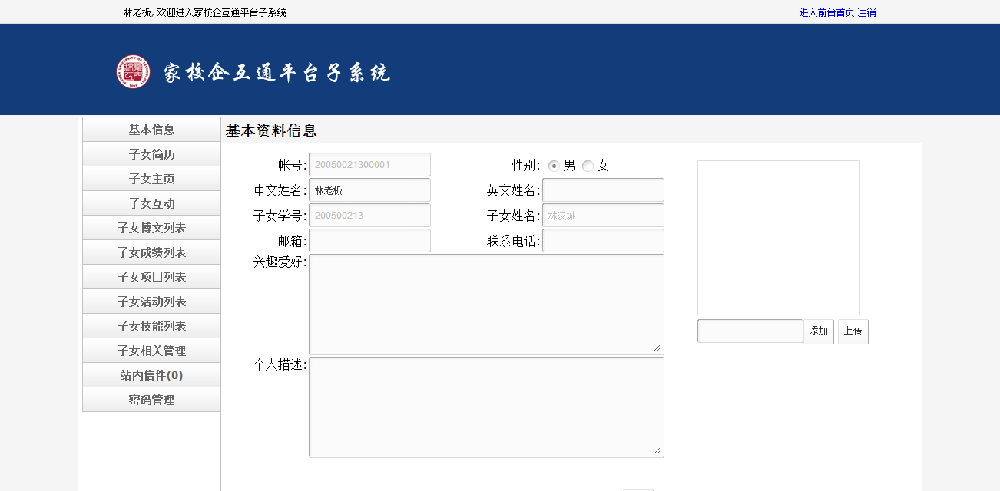 林老板, 欢迎进入家校企互通平台子系统
进入前台首页 注销
家校企互通平台子系统
基本信息
子女简历
子女主页
子女互动
子女博文列表
子女成绩列表
子女项目列表
子女活动列表
子女技能列表
子女相关管理
站内信件(0)
密码管理
基本资料信息
帐号: 20050021300001 性别: 男 女
中文姓名: 林老板 英文姓名:
子女学号: 200500213 子女姓名: 林汉城
邮箱: 联系电话:
兴趣爱好:
添加 上传
个人描述: